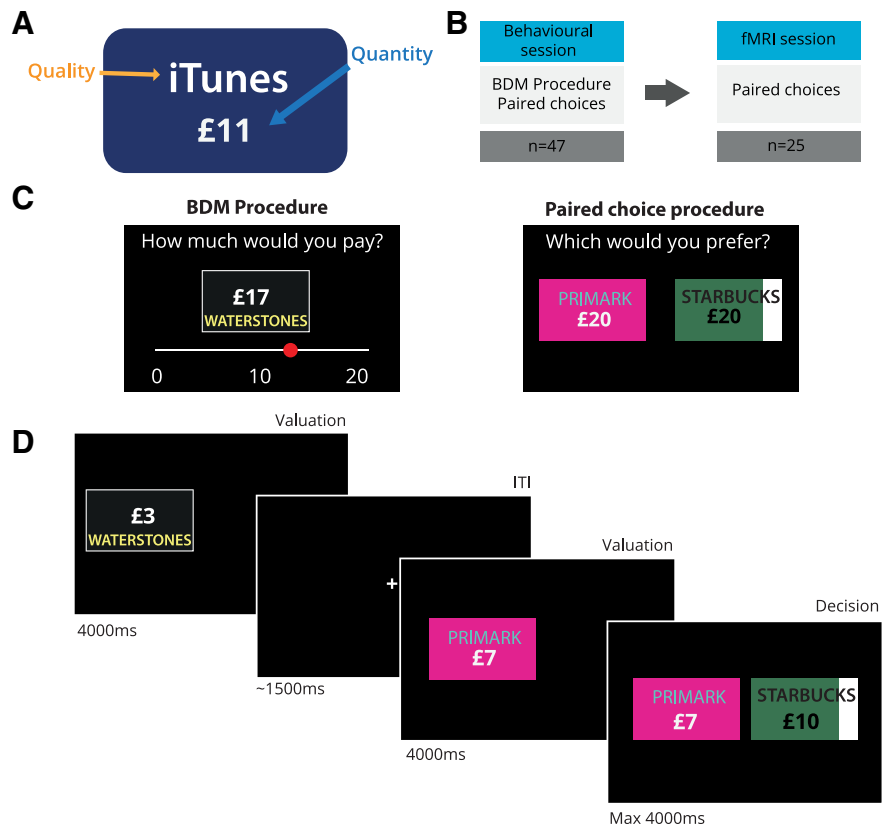 A
Quality
Quantity
iTunes
£11
B
Behavioural
session
BDM Procedure
Paired choices
n=47
fMRI session
Paired choices
n=25
C
BDM Procedure
How much would you pay?
£17
WATERSTONES
0 10 20
Paired choice procedure
Which would you prefer?
PRIMARK
£20
STARBUCKS
£20
D
Valuation
£3
WATERSTONES
4000ms
ITI
+
~1500ms
Valuation
PRIMARK
£7
4000ms
Decision
PRIMARK
£7
STARBUCKS
£10
Max 4000ms